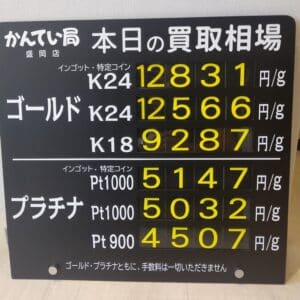 かんてい局 本日の買取相場
盛岡店
インゴット・特定コイン
K24 12831 円/g
ゴールド K24 12566 円/g
K18 9287 円/g
インゴット・特定コイン
Pt1000 5147 円/g
プラチナ Pt1000 5032 円/g
Pt900 4507 円/g
ゴールド・プラチナともに、手数料は一切いただきません